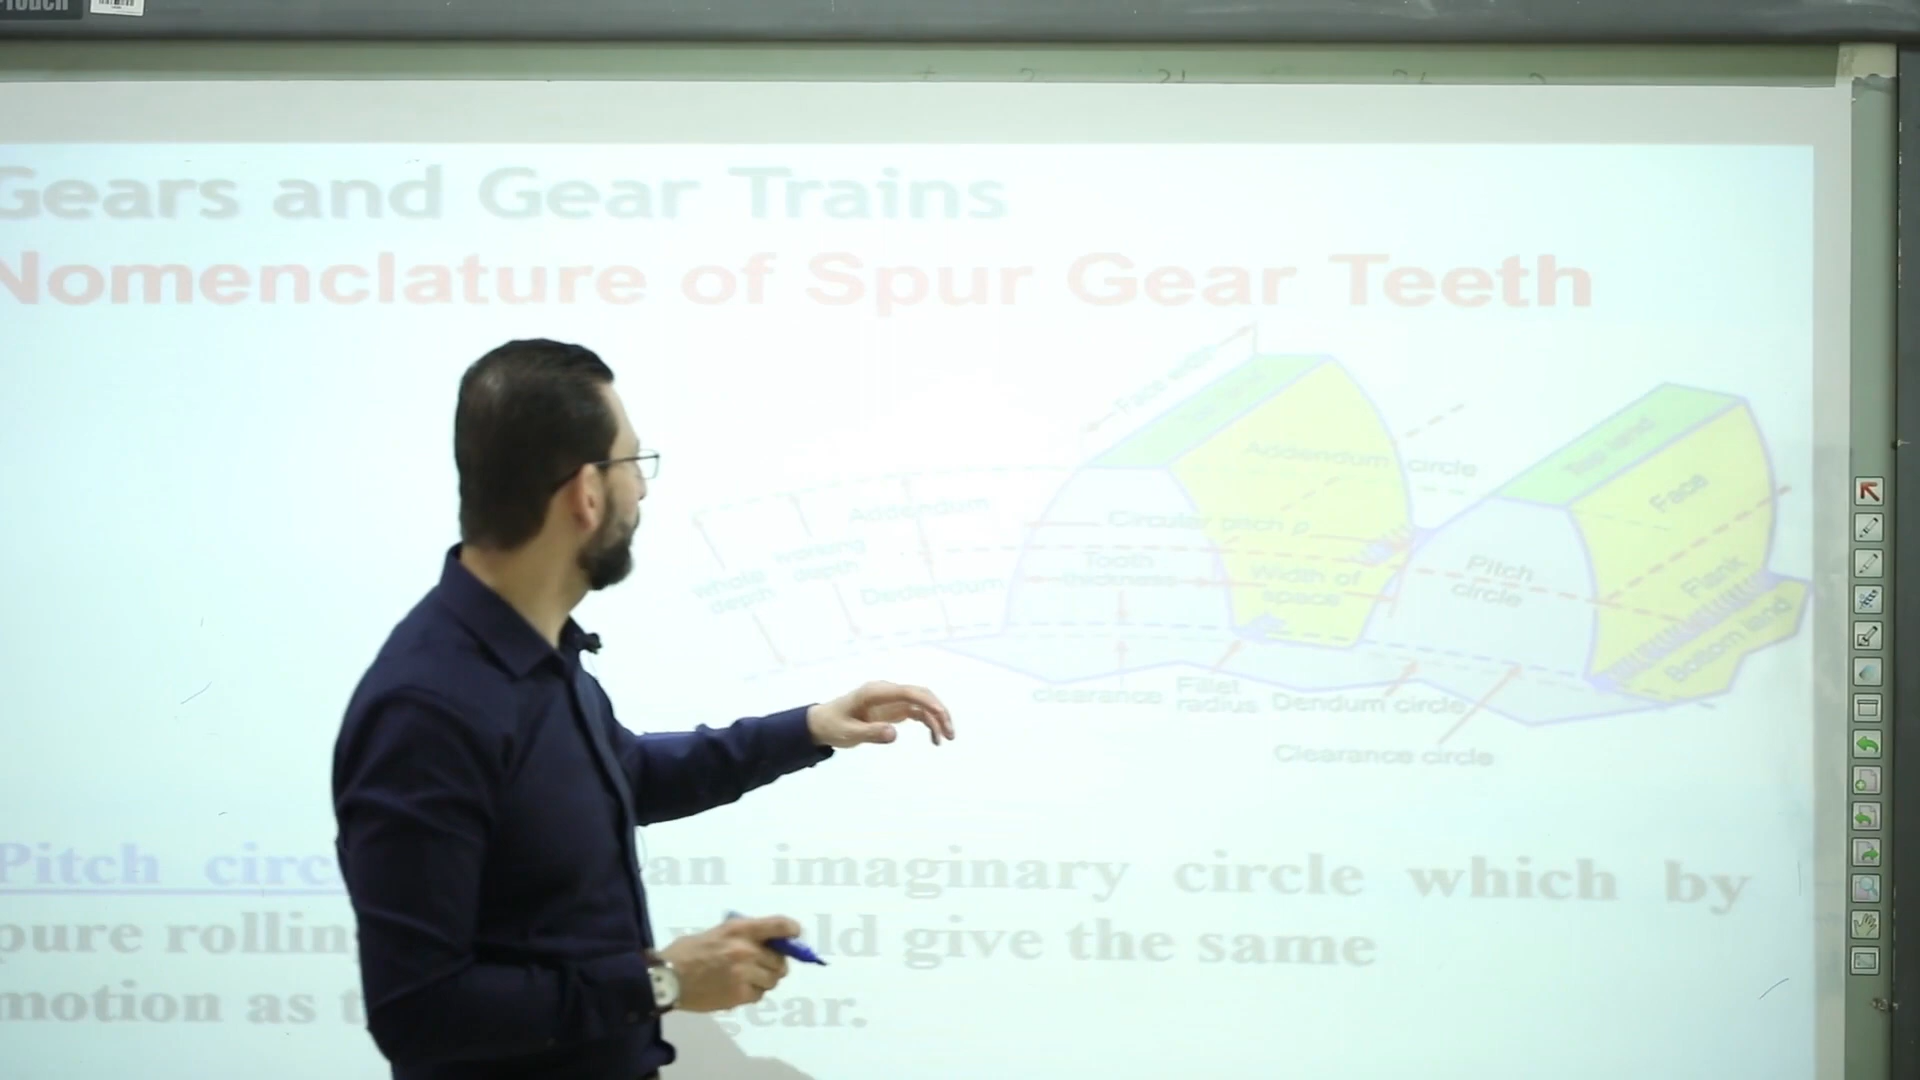 Gears and Gear Trains
Nomenclature of Spur Gear Teeth
Face width
Top land
Addendum circle
Face
Addendum
Circular pitch p
Working
depth
Whole
depth
Dedendum
Tooth
thickness
Width of
space
Pitch
circle
Flank
Bottom land
clearance
Fillet
radius
Dendum circle
Clearance circle
Pitch circ an imaginary circle which by
pure rollin ld give the same
motion as t gear.